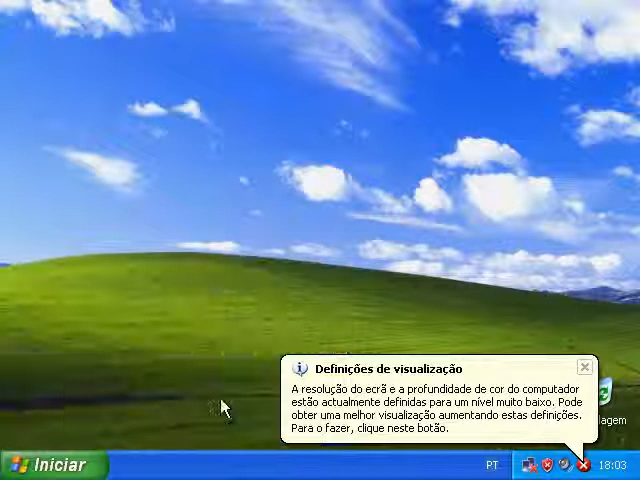 Definições de visualização
A resolução do ecrã e a profundidade de cor do computador
estão actualmente definidas para um nível muito baixo. Pode
obter uma melhor visualização aumentando estas definições.
Para o fazer, clique neste botão.
lagem
Iniciar
PT
18:03